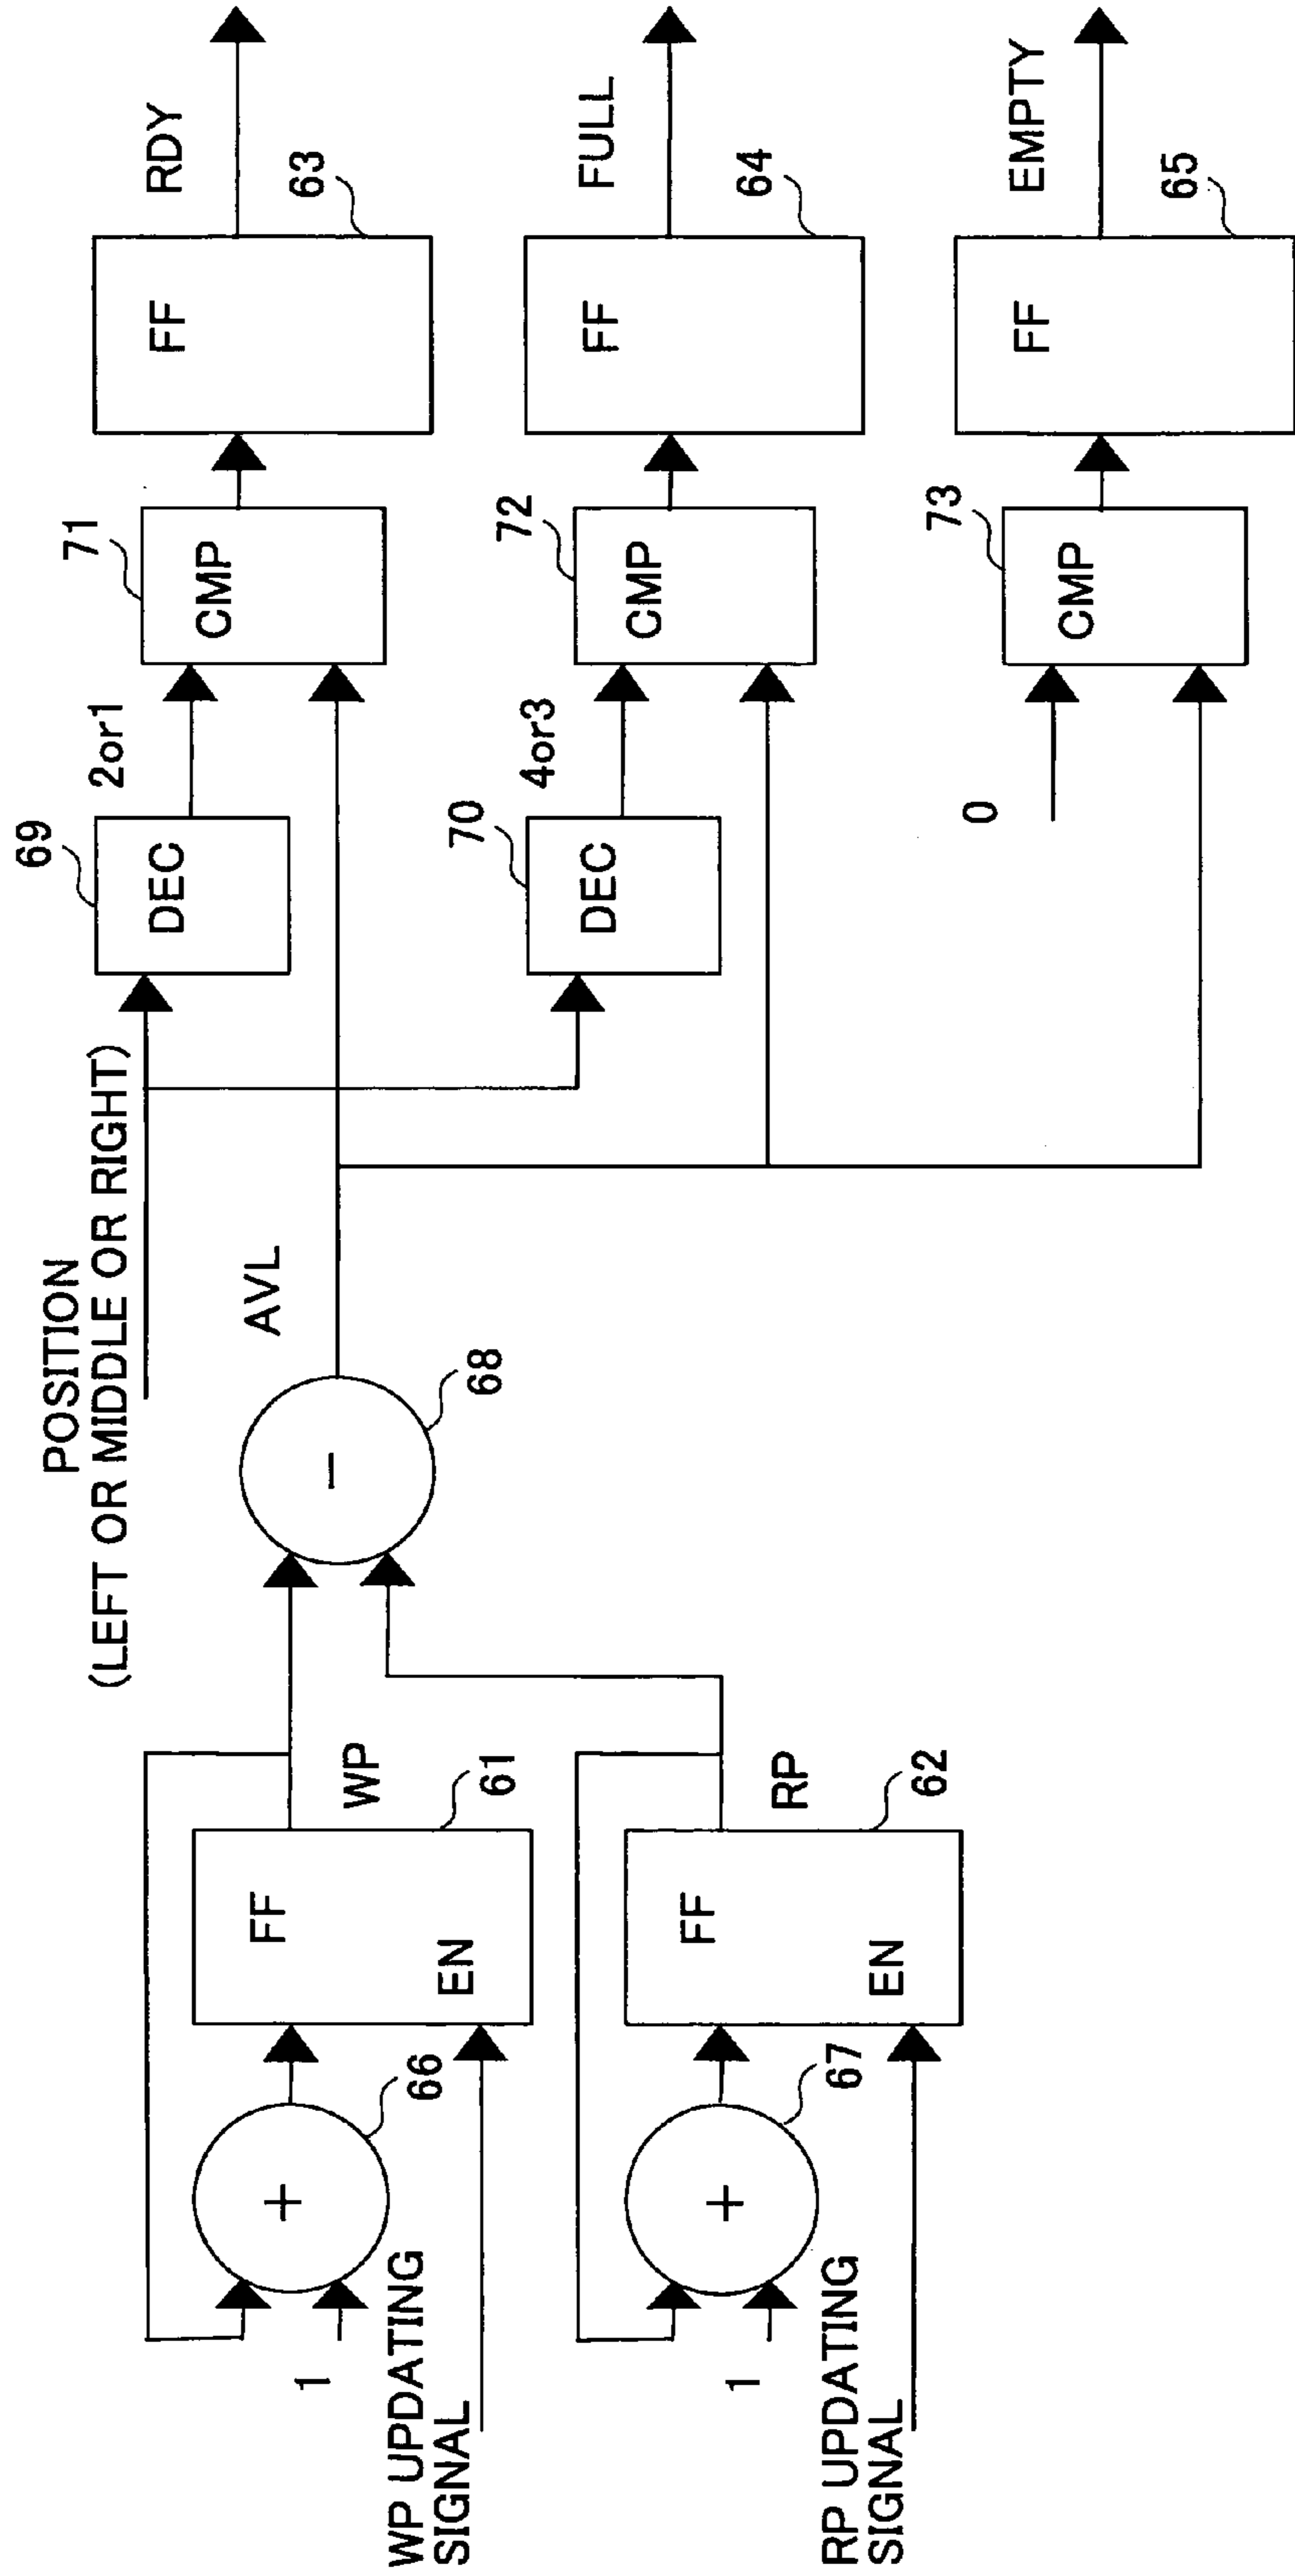 POSITION
(LEFT OR MIDDLE OR RIGHT)
69
DEC
2or1
71
CMP
FF
63
RDY
AVL
68
−
WP
FF
EN
61
+
66
1
WP UPDATING
SIGNAL
70
DEC
4or3
72
CMP
FF
64
FULL
RP
FF
EN
62
+
67
1
RP UPDATING
SIGNAL
0
73
CMP
FF
65
EMPTY